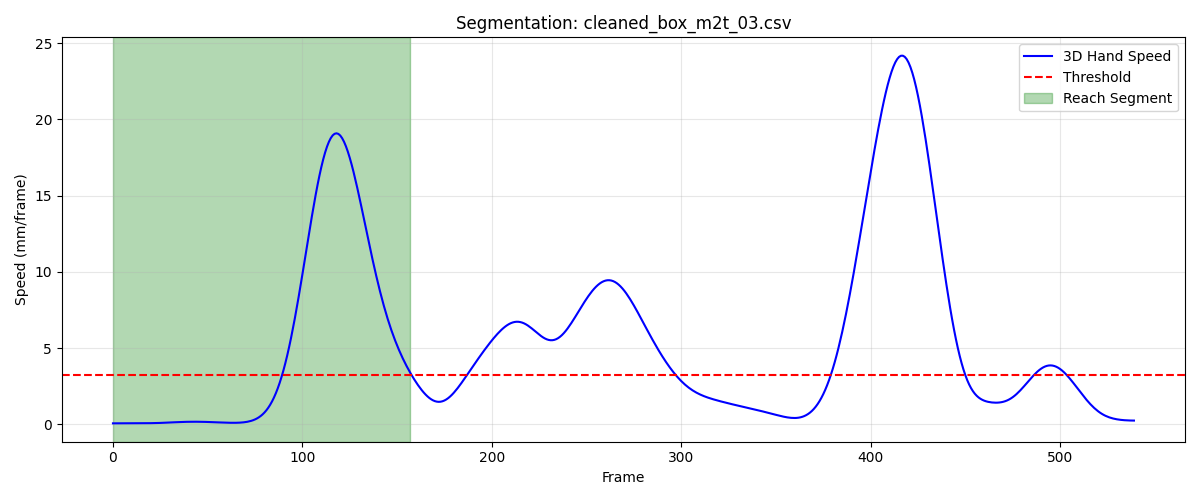 Segmentation: cleaned_box_m2t_03.csv
25
20
15
10
5
0
Speed (mm/frame)
3D Hand Speed
Threshold
Reach Segment
0 100 200 300 400 500
Frame